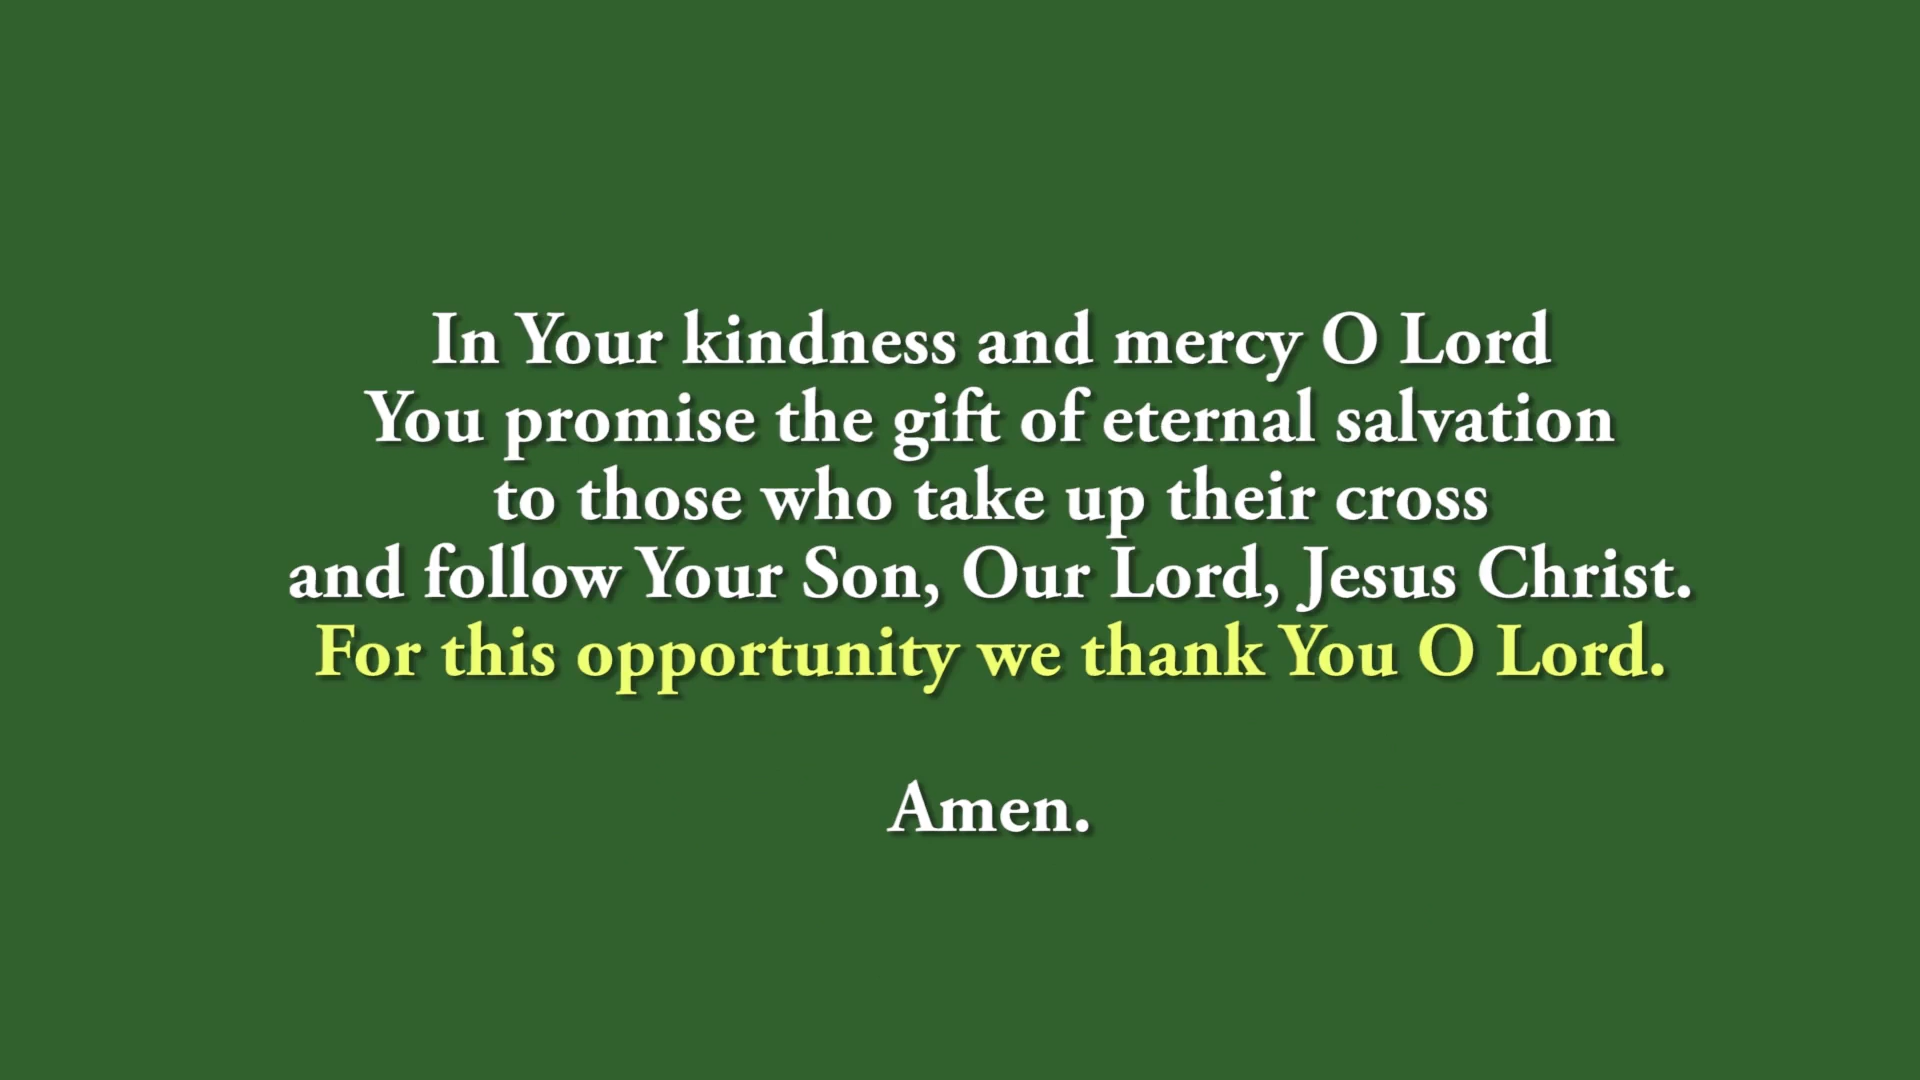 In Your kindness and mercy O Lord
You promise the gift of eternal salvation
to those who take up their cross
and follow Your Son, Our Lord, Jesus Christ.
For this opportunity we thank You O Lord.
Amen.